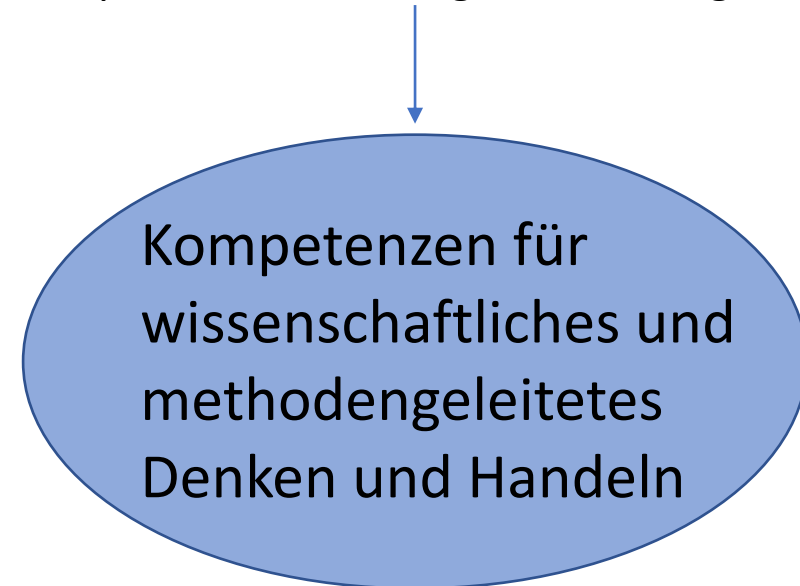 Kompetenzen für
wissenschaftliches und
methodengeleitetes
Denken und Handeln